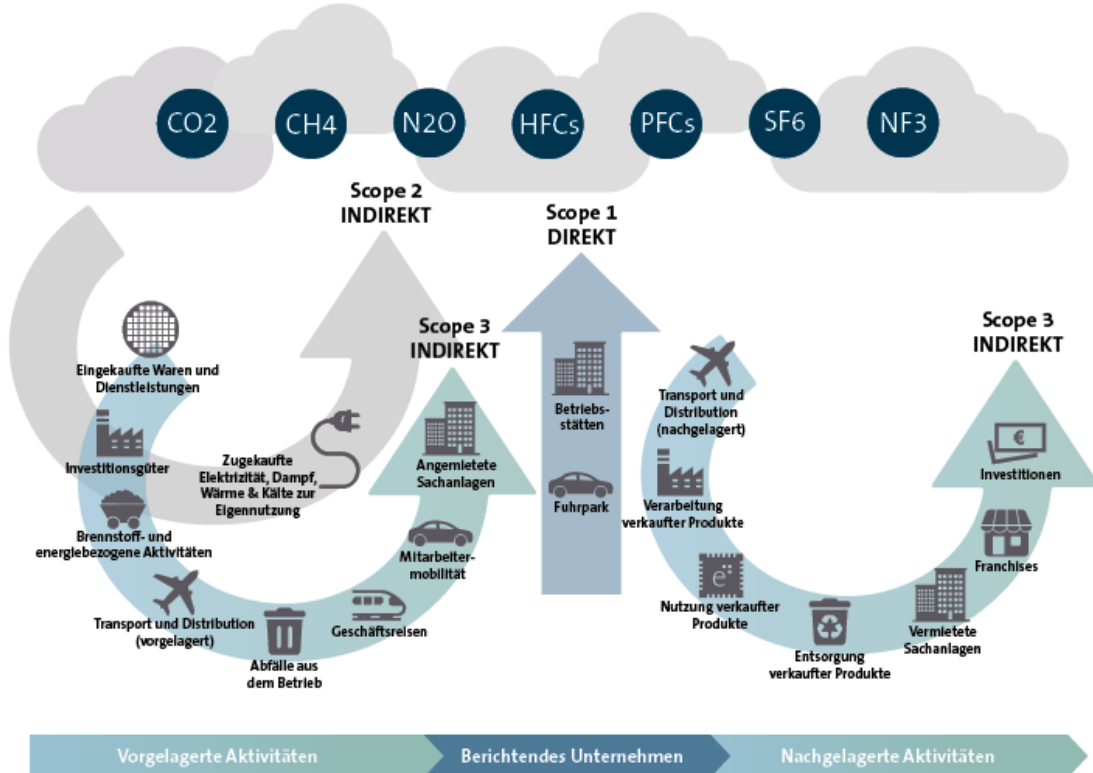 CO2
CH4
N2O
HFCs
PFCs
SF6
NF3
Scope 2
INDIREKT
Scope 1
DIREKT
Scope 3
INDIREKT
Scope 3
INDIREKT
Eingekaufte Waren und
Dienstleistungen
Investitionsgüter
Brennstoff- und
energiebezogene Aktivitäten
Transport und Distribution
(vorgelagert)
Abfälle aus
dem Betrieb
Geschäftsreisen
Mitarbeiter-
mobilität
Angemietete
Sachanlagen
Zugekaufte
Elektrizität, Dampf,
Wärme & Kälte zur
Eigennutzung
Betriebs-
stätten
Fuhrpark
Transport und
Distribution
(nachgelagert)
Verarbeitung
verkaufter Produkte
e
Nutzung verkaufter
Produkte
Entsorgung
verkaufter Produkte
Vermietete
Sachanlagen
Franchises
€
Investitionen
Vorgelagerte Aktivitäten
Berichtendes Unternehmen
Nachgelagerte Aktivitäten